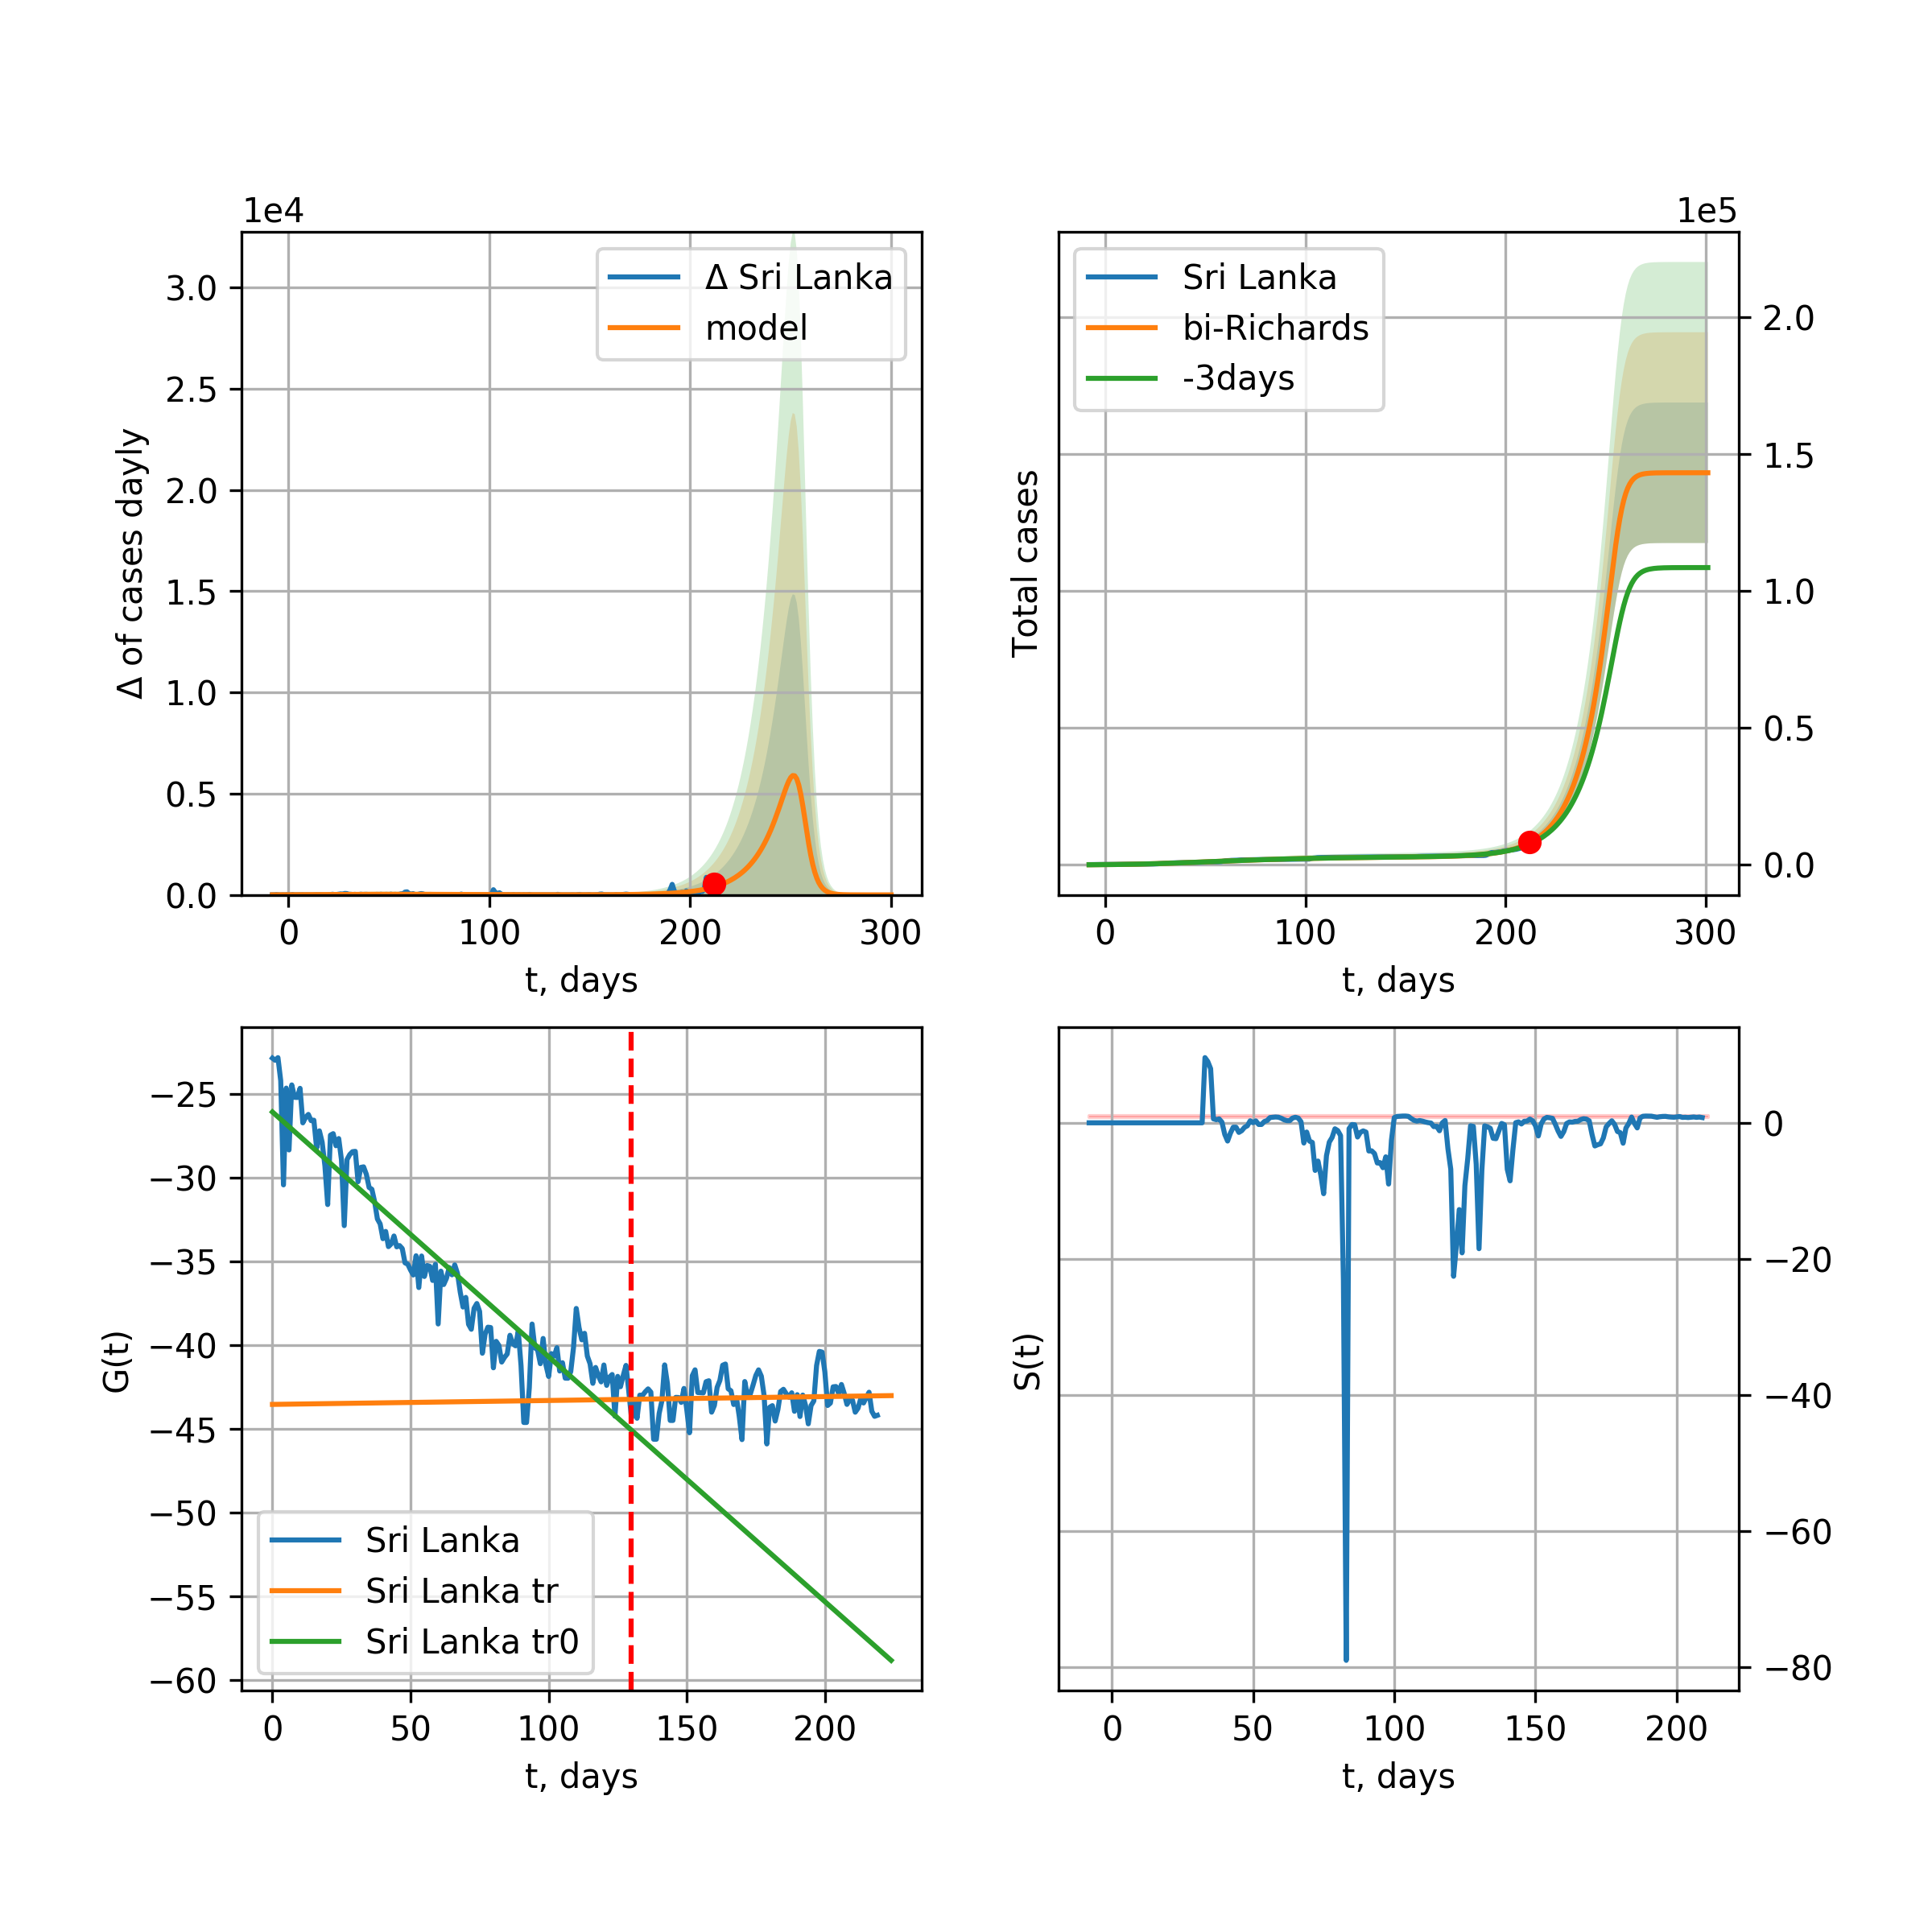 1e4
Δ of cases dayly
3.0
2.5
2.0
1.5
1.0
0.5
0.0
0 100 200 300
t, days
Δ Sri Lanka
model
1e5
Total cases
2.0
1.5
1.0
0.5
0.0
0 100 200 300
t, days
Sri Lanka
bi-Richards
-3days
G(t)
−25
−30
−35
−40
−45
−50
−55
−60
0 50 100 150 200
t, days
Sri Lanka
Sri Lanka tr
Sri Lanka tr0
S(t)
0
−20
−40
−60
−80
0 50 100 150 200
t, days